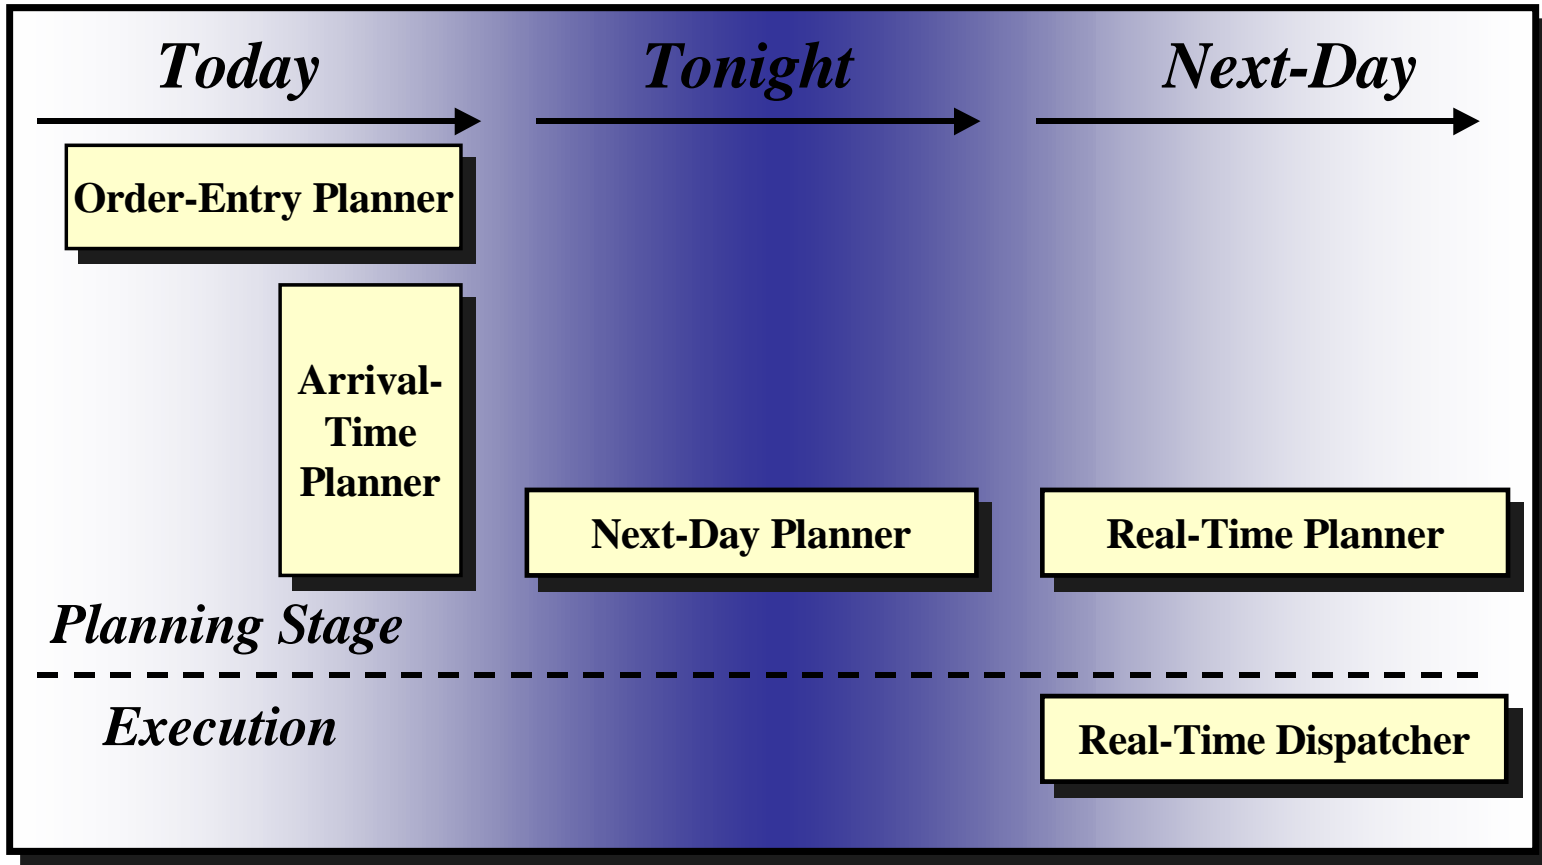 Today
Tonight
Next-Day
Order-Entry Planner
Arrival-
Time
Planner
Next-Day Planner
Real-Time Planner
Planning Stage
Execution
Real-Time Dispatcher